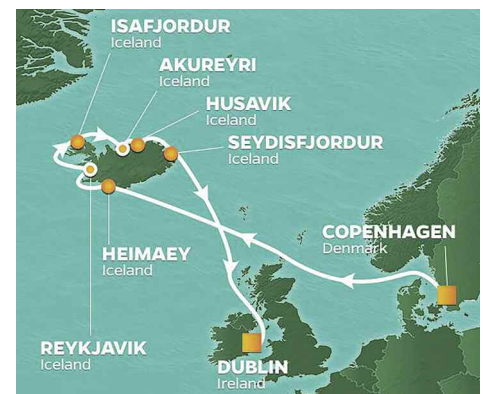 ISAFJORDUR
Iceland
AKUREYRI
Iceland
HUSAVIK
Iceland
SEYDISFJORDUR
Iceland
COPENHAGEN
Denmark
HEIMAEY
Iceland
REYKJAVIK
Iceland
DUBLIN
Ireland